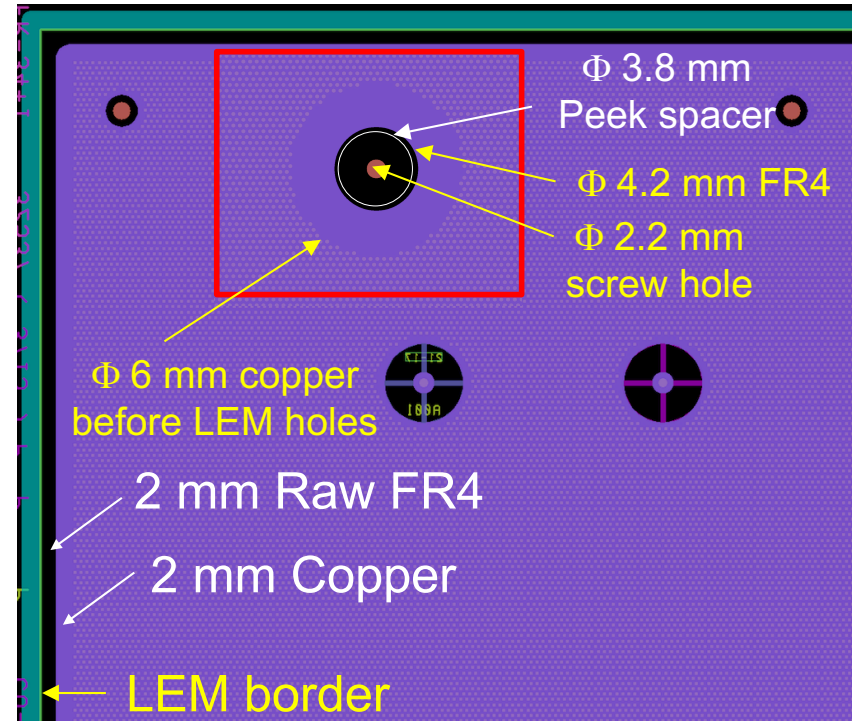 Φ 3.8 mm
Peek spacer
Φ 4.2 mm FR4
Φ 2.2 mm
screw hole
Φ 6 mm copper
before LEM holes
100A
2 mm Raw FR4
2 mm Copper
LEM border